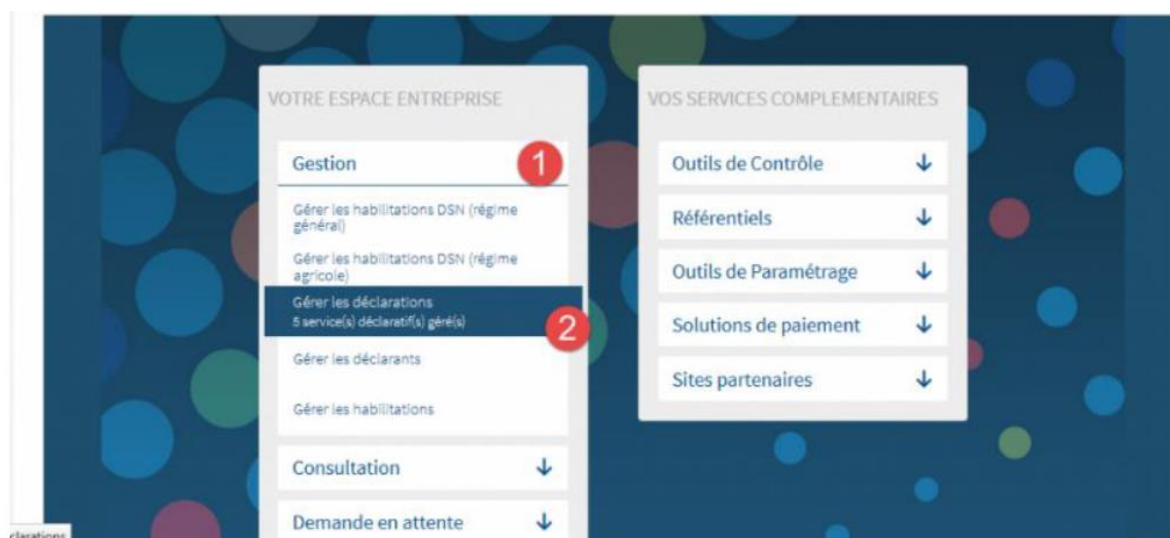 VOTRE ESPACE ENTREPRISE
Gestion
1
Gérer les habilitations DSN (régime
général)
Gérer les habilitations DSN (régime
agricole)
Gérer les déclarations
5 service(s) déclaratif(s) géré(s)
2
Gérer les déclarants
Gérer les habilitations
Consultation
Demande en attente
VOS SERVICES COMPLEMENTAIRES
Outils de Contrôle
Référentiels
Outils de Paramétrage
Solutions de paiement
Sites partenaires